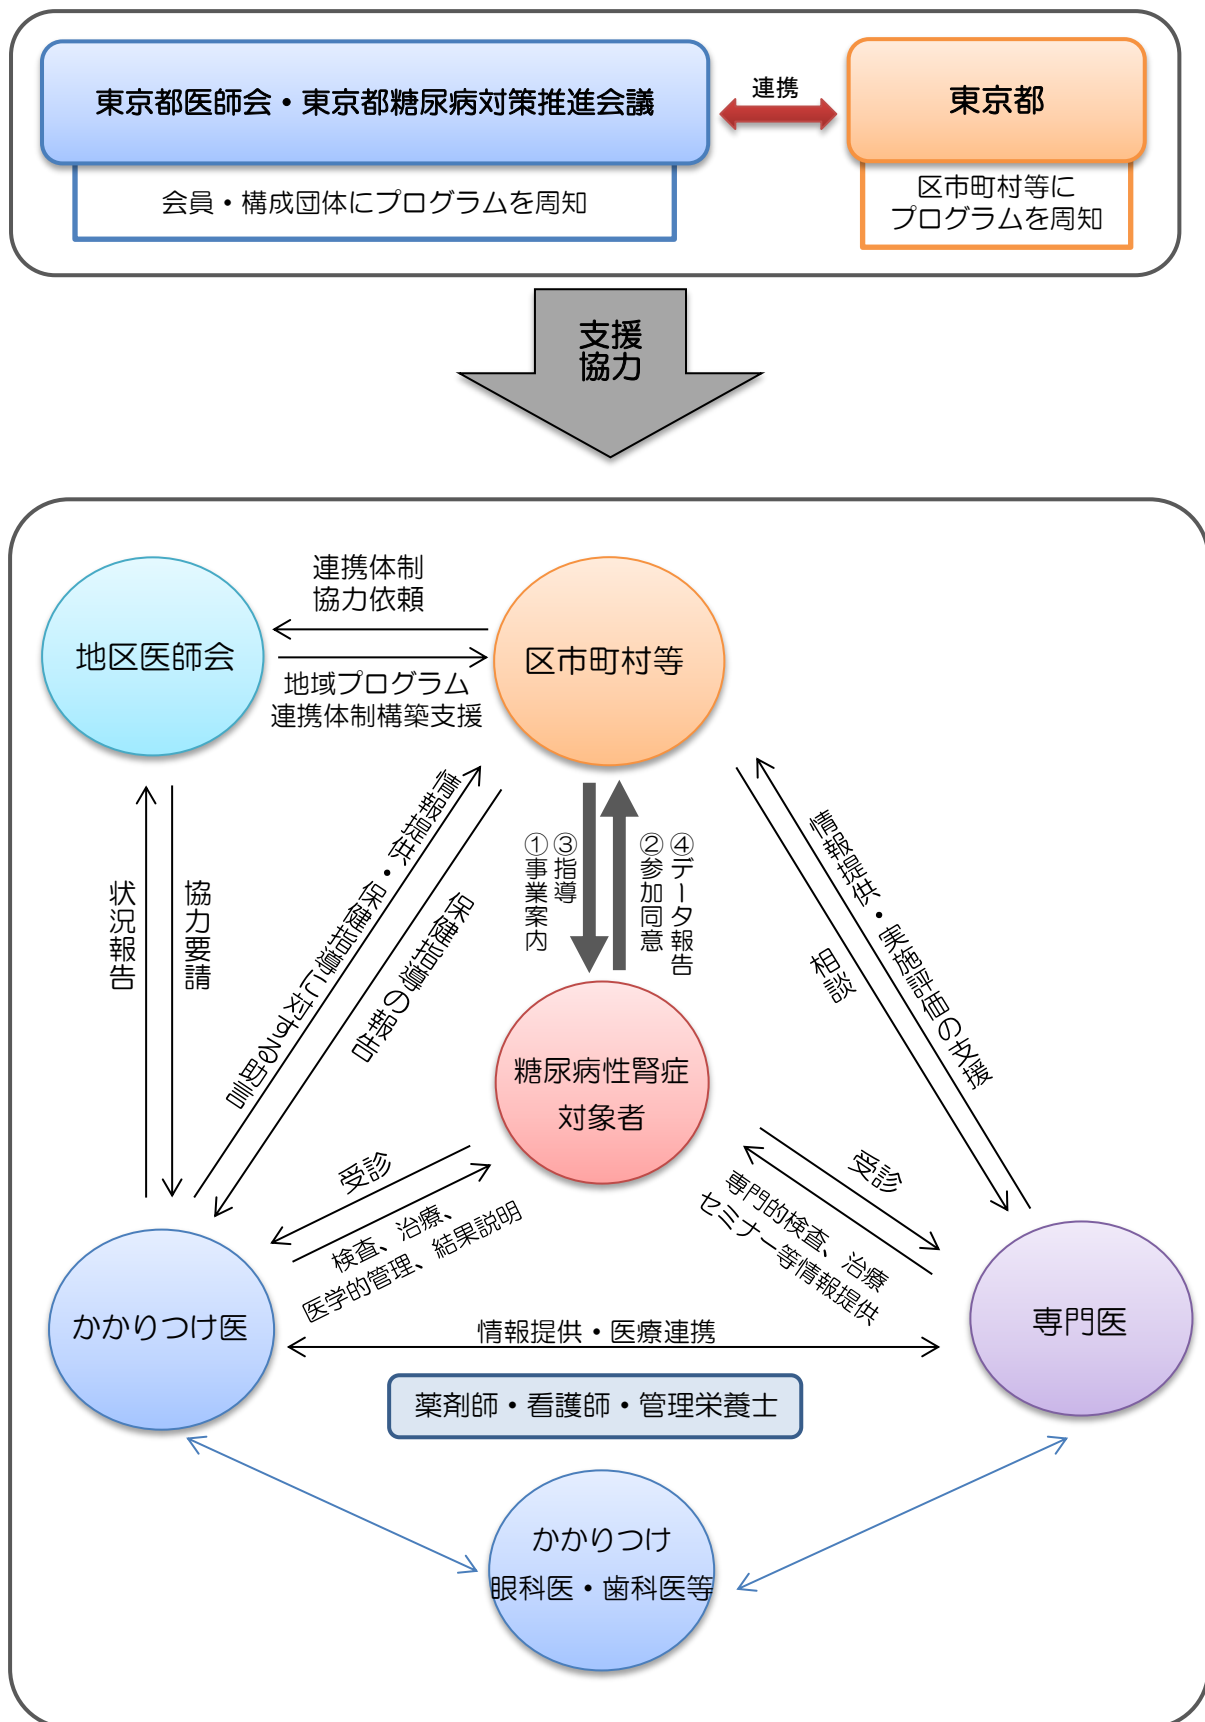 東京都医師会・東京都糖尿病対策推進会議
連携
東京都
会員・構成団体にプログラムを周知
区市町村等に
プログラムを周知
支援
協力
地区医師会
連携体制
協力依頼
区市町村等
地域プログラム
連携体制構築支援
状況報告
協力要請
情報提供・保健指導に対する助言
保健指導の報告
①事業案内
③指導
②参加同意
④データ報告
相談
情報提供・実施評価の支援
糖尿病性腎症
対象者
受診
検査、治療、
医学的管理、結果説明
受診
専門的検査、治療
セミナー等情報提供
かかりつけ医
専門医
情報提供・医療連携
薬剤師・看護師・管理栄養士
かかりつけ
眼科医・歯科医等